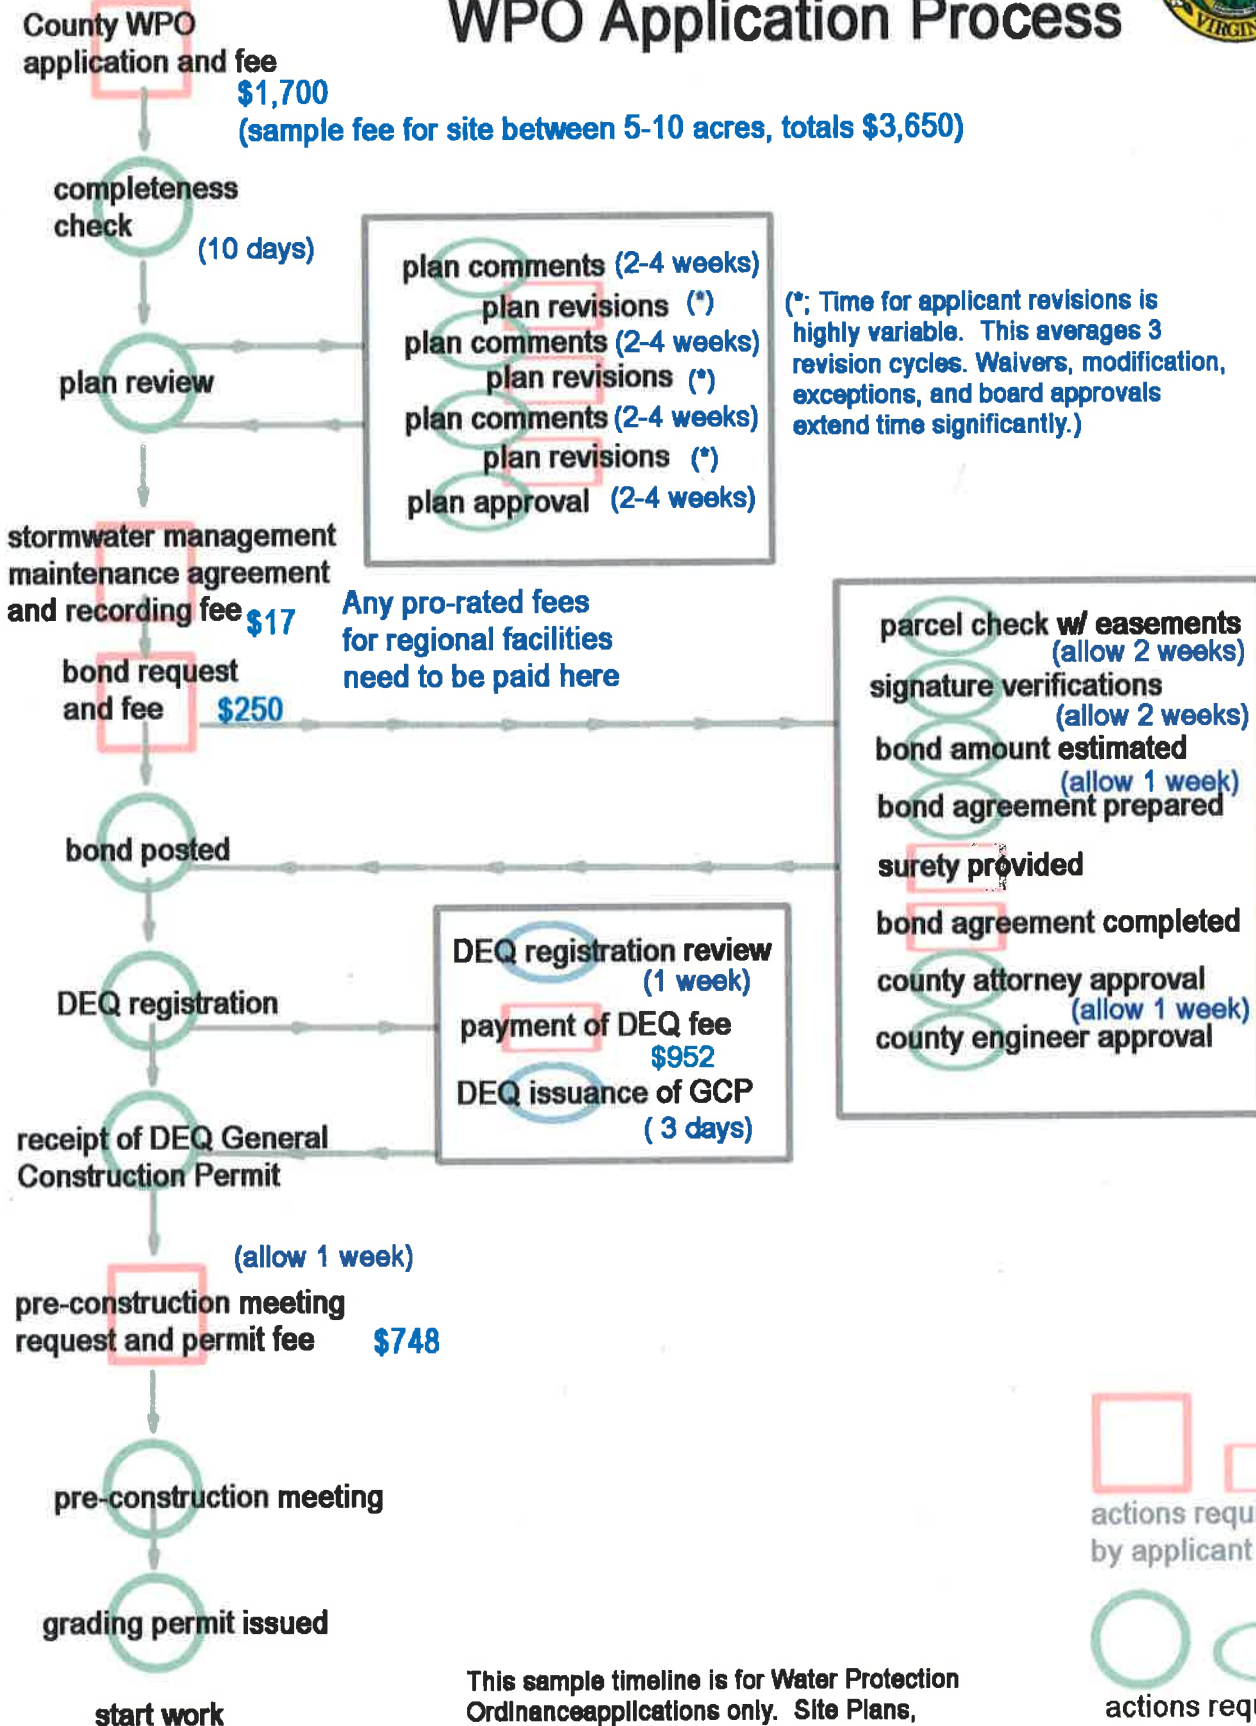 WPO Application Process
County WPO
application and fee
$1,700
(sample fee for site between 5-10 acres, totals $3,650)
completeness
check
(10 days)
plan review
plan comments (2-4 weeks)
plan revisions (*)
plan comments (2-4 weeks)
plan revisions (*)
plan comments (2-4 weeks)
plan revisions (*)
plan approval (2-4 weeks)
(*; Time for applicant revisions is
highly variable. This averages 3
revision cycles. Waivers, modification,
exceptions, and board approvals
extend time significantly.)
stormwater management
maintenance agreement
and recording fee $17
Any pro-rated fees
for regional facilities
need to be paid here
bond request
and fee $250
parcel check w/ easements
(allow 2 weeks)
signature verifications
(allow 2 weeks)
bond amount estimated
(allow 1 week)
bond agreement prepared
surety provided
bond agreement completed
county attorney approval
(allow 1 week)
county engineer approval
bond posted
DEQ registration
DEQ registration review
(1 week)
payment of DEQ fee
$952
DEQ issuance of GCP
( 3 days)
receipt of DEQ General
Construction Permit
(allow 1 week)
pre-construction meeting
request and permit fee $748
pre-construction meeting
grading permit issued
start work
This sample timeline is for Water Protection
Ordinanceapplications only. Site Plans,
actions requ
by applicant
actions req